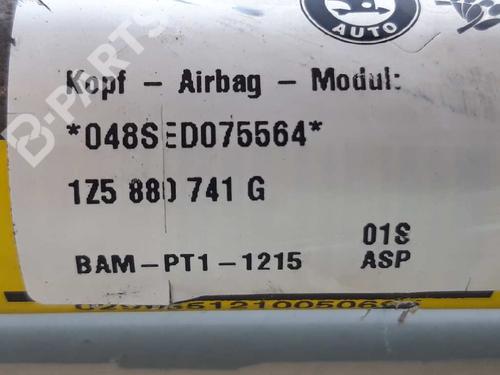 AUTO
Kopf - Airbag - Modul:
*048SED075564*
1Z5 880 741 G
01S
BAM-PT1-1215 ASP
B-PARTS